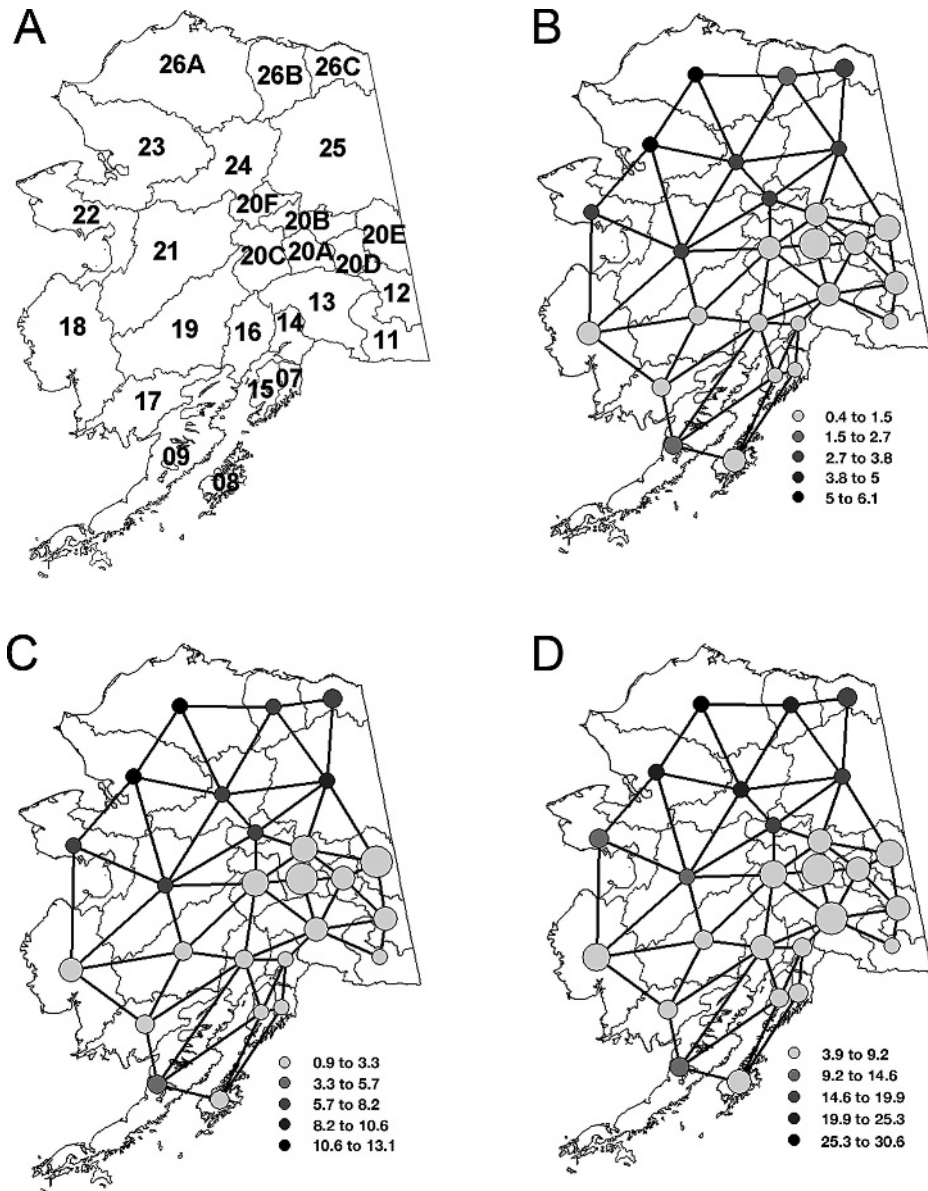 A
26A
26B
26C
23
24
25
20F
22
20B
21
20E
20C
20A
20D
12
13
18
19
16
14
11
07
15
17
09
08
B
0.4 to 1.5
1.5 to 2.7
2.7 to 3.8
3.8 to 5
5 to 6.1
C
0.9 to 3.3
3.3 to 5.7
5.7 to 8.2
8.2 to 10.6
10.6 to 13.1
D
3.9 to 9.2
9.2 to 14.6
14.6 to 19.9
19.9 to 25.3
25.3 to 30.6